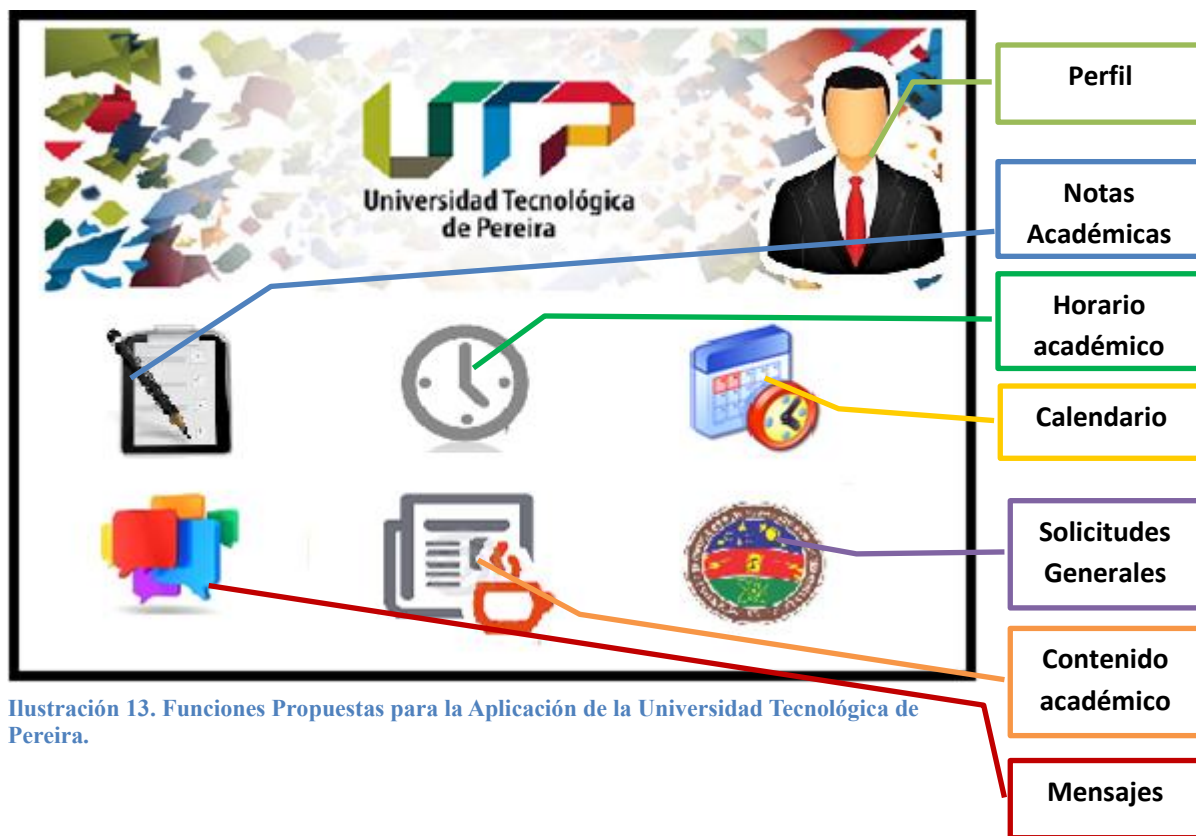 UTP
Universidad Tecnológica
de Pereira
Perfil
Notas
Académicas
Horario
académico
Calendario
Solicitudes
Generales
Contenido
académico
Mensajes
Ilustración 13. Funciones Propuestas para la Aplicación de la Universidad Tecnológica de
Pereira.